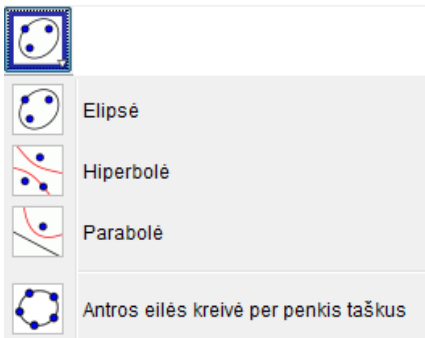 Elipsė
Hiperbolė
Parabolė
Antros eilės kreivė per penkis taškus